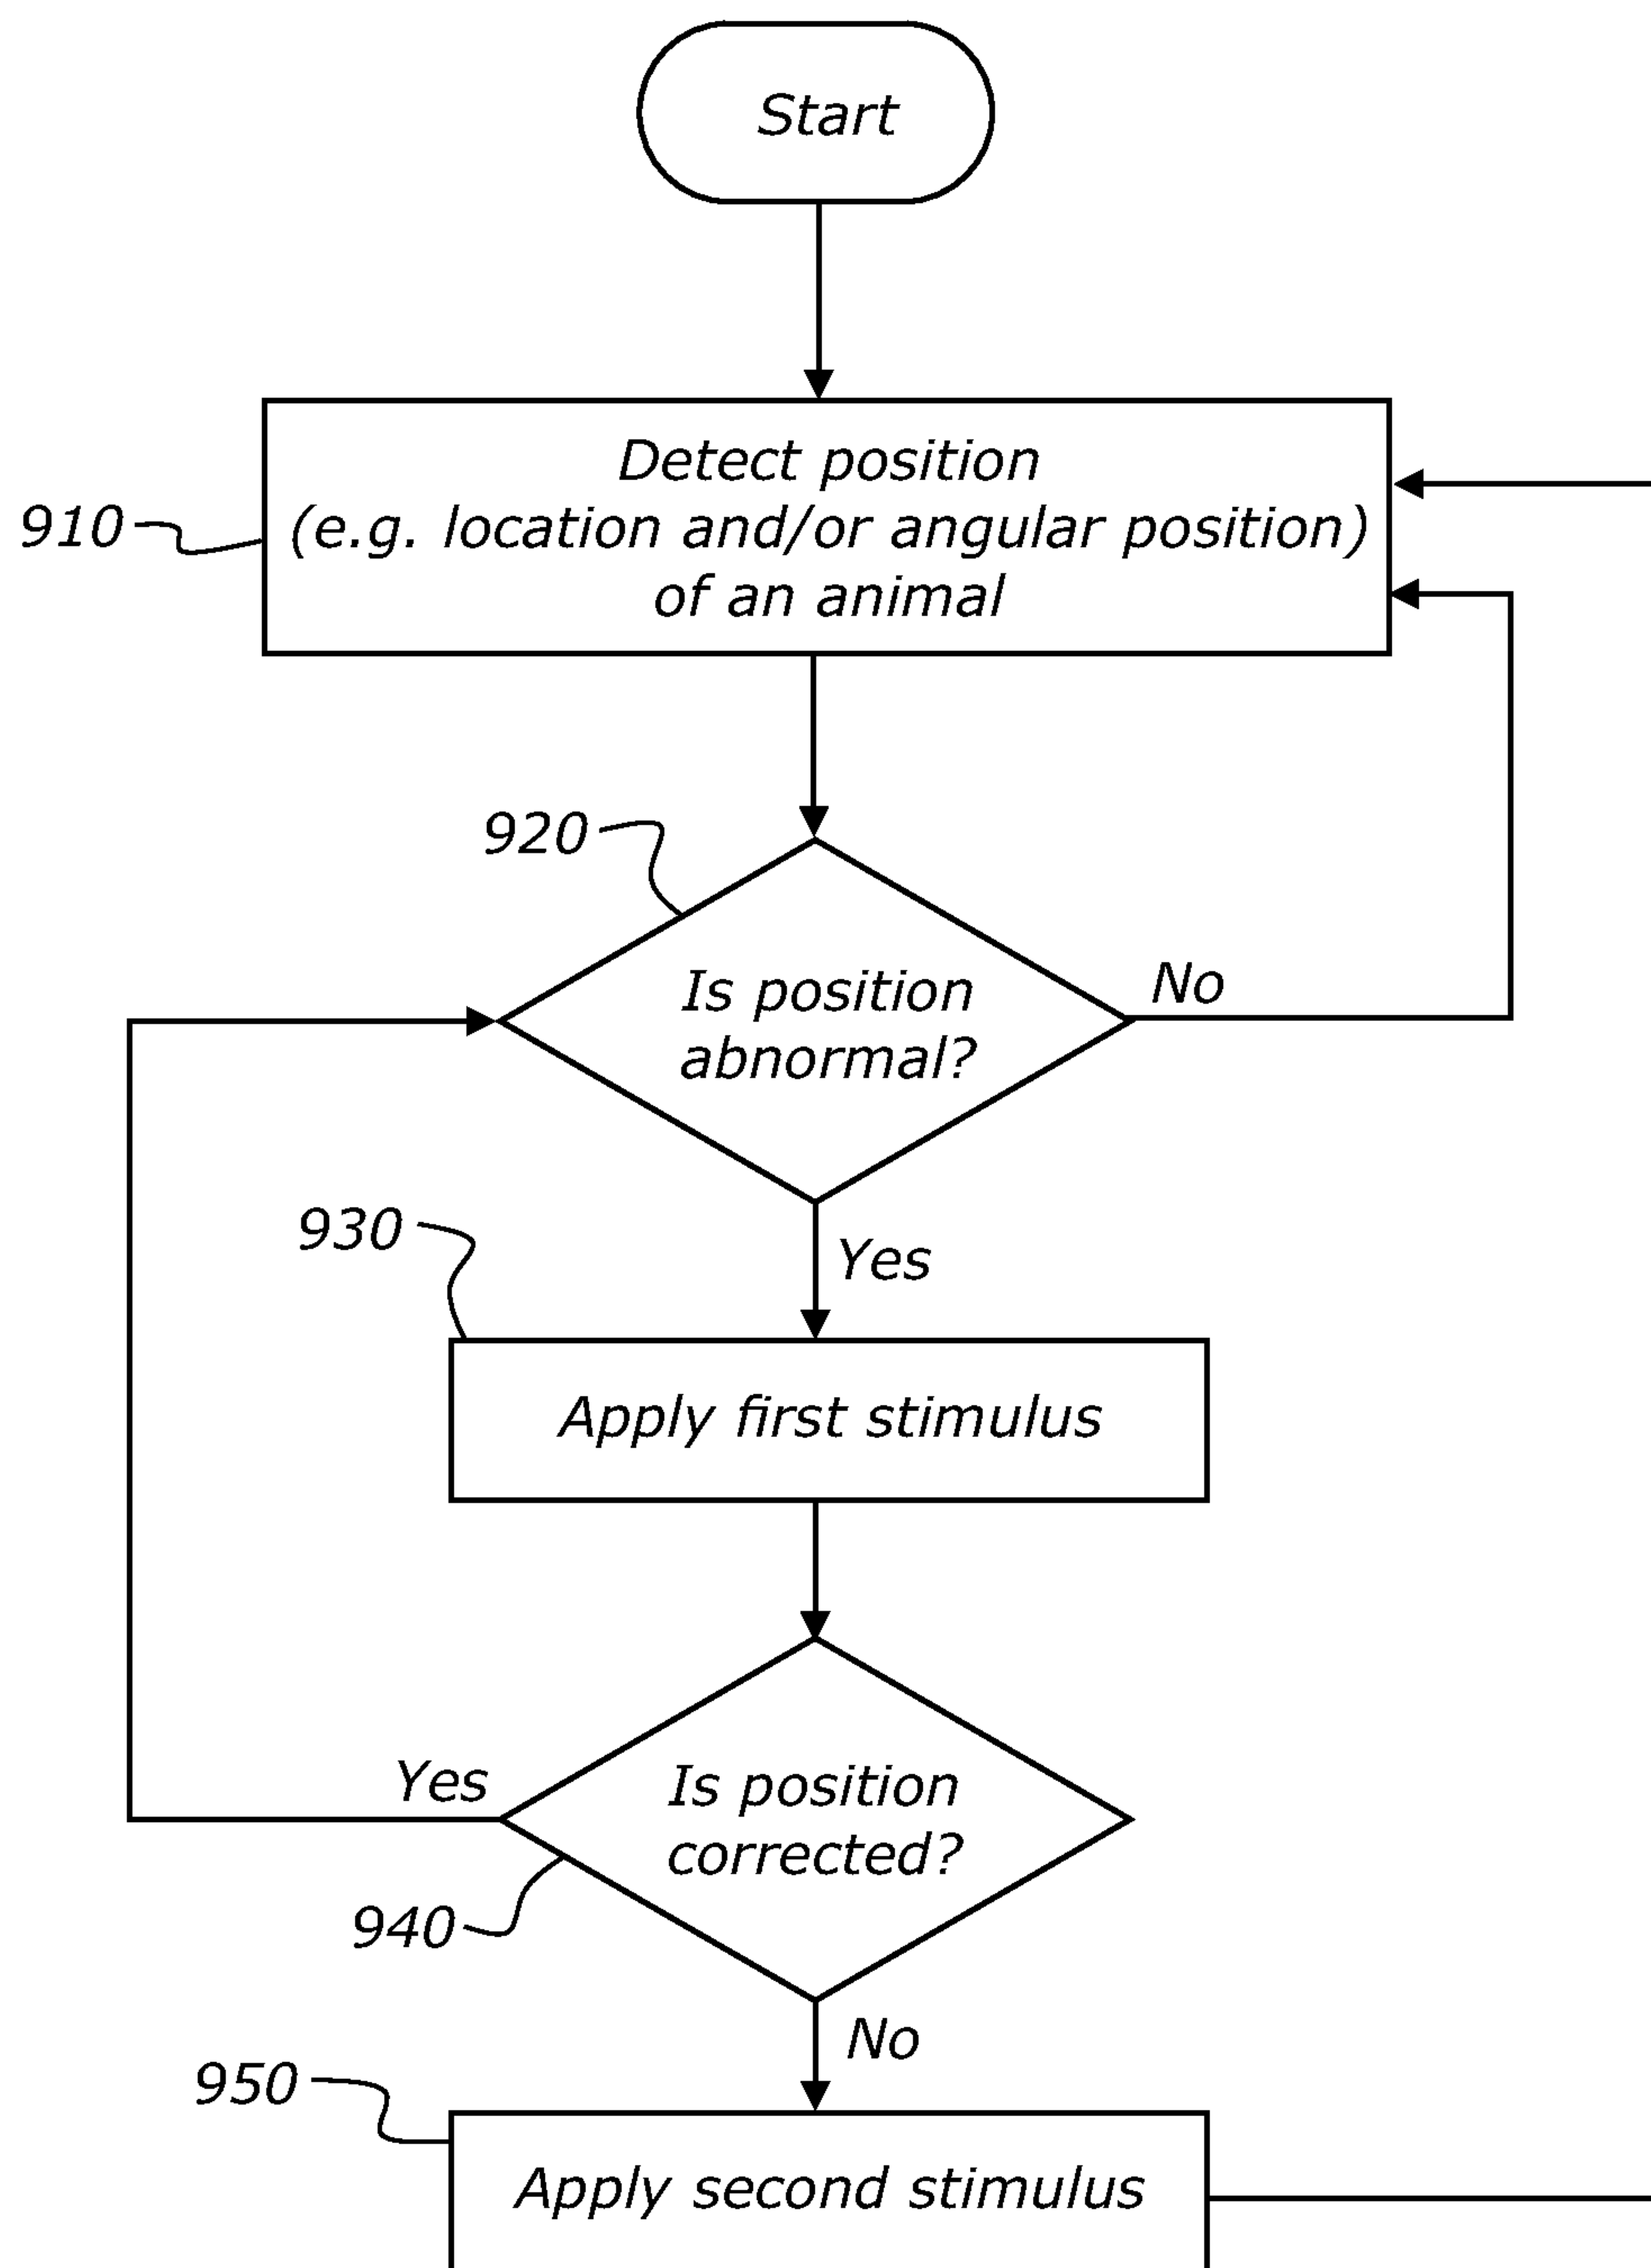 Start
Detect position
(e.g. location and/or angular position)
of an animal
910
920
Is position
abnormal?
No
Yes
930
Apply first stimulus
Yes
Is position
corrected?
940
No
950
Apply second stimulus